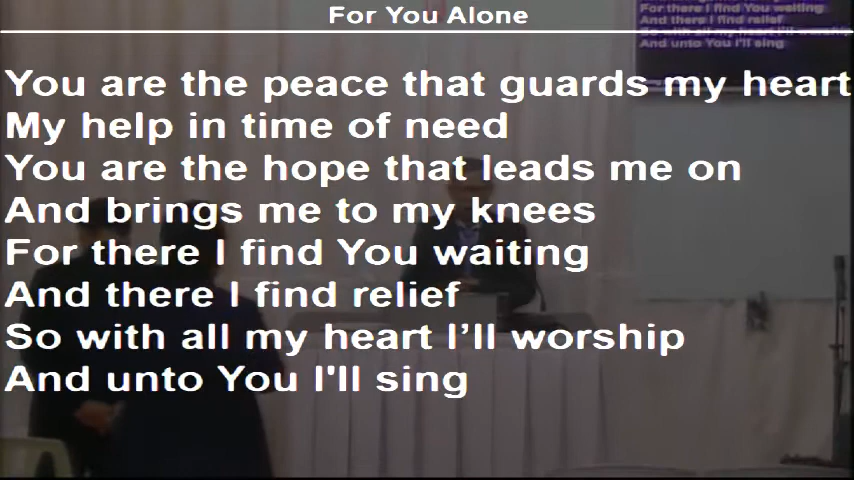 For You Alone
You are the peace that guards my heart
My help in time of need
You are the hope that leads me on
And brings me to my knees
For there I find You waiting
And there I find relief
So with all my heart I’ll worship
And unto You I'll sing
For there I find You waiting
And there I find relief
So with all my heart I'll worship
And unto You I'll sing